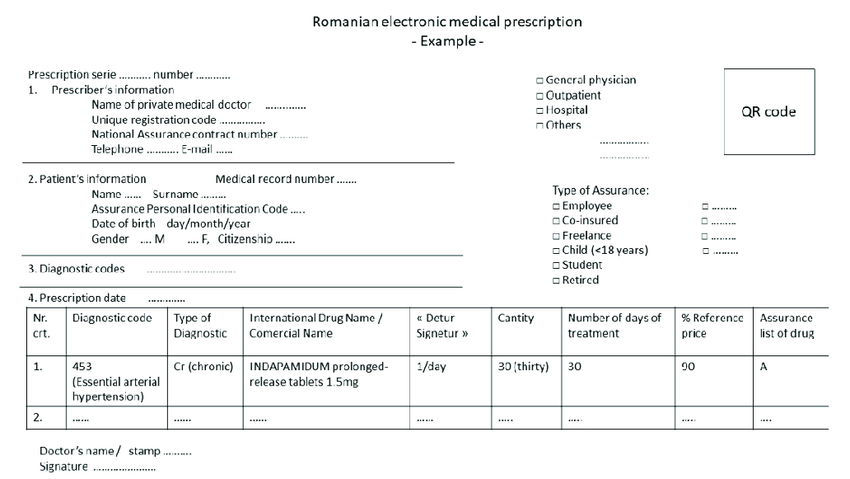 Romanian electronic medical prescription
- Example -
Prescription serie ........... number ............
1. Prescriber's information
Name of private medical doctor ..............
Unique registration code ................
National Assurance contract number ..........
Telephone ........... E-mail ......
□ General physician
□ Outpatient
□ Hospital
□ Others
...................
...................
QR code
2. Patient's information Medical record number .......
Name ...... Surname .........
Assurance Personal Identification Code .....
Date of birth day/month/year
Gender .... M .... F, Citizenship .......
Type of Assurance:
□ Employee □ .........
□ Co-insured □ .........
□ Freelance □ .........
□ Child (<18 years) □ .........
□ Student
□ Retired
3. Diagnostic codes ..............................
4. Prescription date .............
Nr. crt. Diagnostic code Type of Diagnostic International Drug Name / Comercial Name « Detur Signetur » Cantity Number of days of treatment % Reference price Assurance list of drug
1. 453 (Essential arterial hypertension) Cr (chronic) INDAPAMIDUM prolonged-release tablets 1.5mg 1/day 30 (thirty) 30 90 A
2. ...... ...... ...... ...... ..... ..... ..... ....
Doctor's name / stamp ..........
Signature ......................